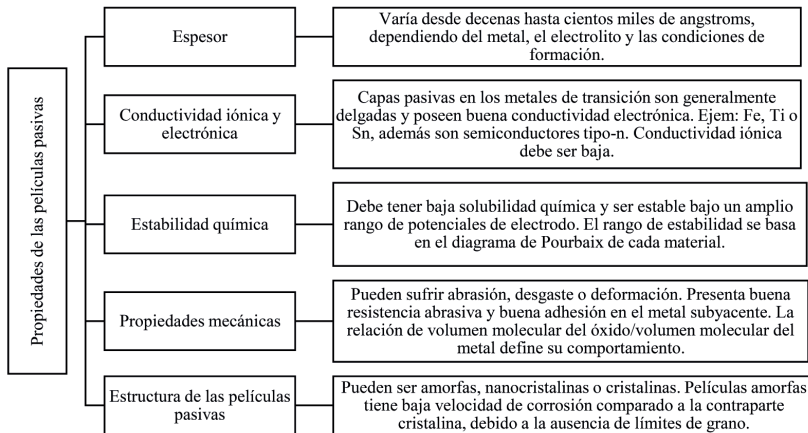 Propiedades de las películas pasivas
Espesor
Varía desde decenas hasta cientos miles de angstroms,
dependiendo del metal, el electrolito y las condiciones de
formación.
Conductividad iónica y
electrónica
Capas pasivas en los metales de transición son generalmente
delgadas y poseen buena conductividad electrónica. Ejem: Fe, Ti o
Sn, además son semiconductores tipo-n. Conductividad iónica
debe ser baja.
Estabilidad química
Debe tener baja solubilidad química y ser estable bajo un amplio
rango de potenciales de electrodo. El rango de estabilidad se basa
en el diagrama de Pourbaix de cada material.
Propiedades mecánicas
Pueden sufrir abrasión, desgaste o deformación. Presenta buena
resistencia abrasiva y buena adhesión en el metal subyacente. La
relación de volumen molecular del óxido/volumen molecular del
metal define su comportamiento.
Estructura de las películas
pasivas
Pueden ser amorfas, nanocristalinas o cristalinas. Películas amorfas
tiene baja velocidad de corrosión comparado a la contraparte
cristalina, debido a la ausencia de límites de grano.